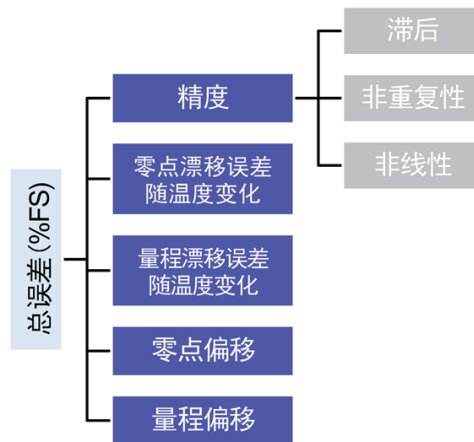 总误差(%FS)
精度
零点漂移误差
随温度变化
量程漂移误差
随温度变化
零点偏移
量程偏移
滞后
非重复性
非线性